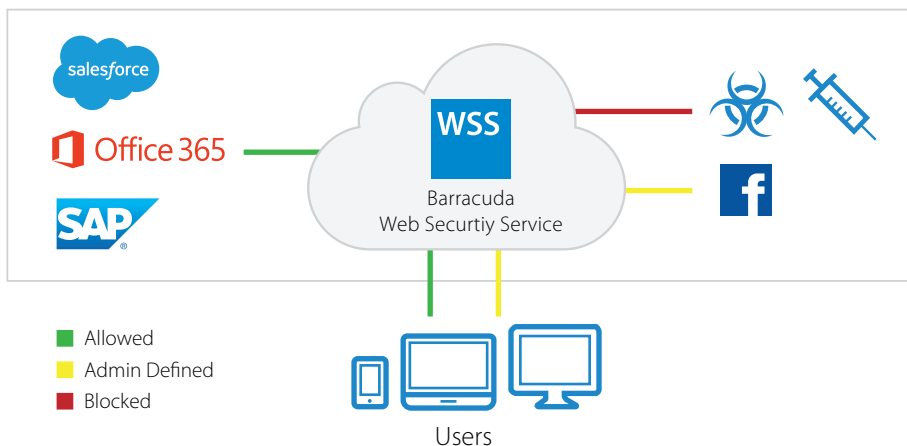 salesforce
Office 365
SAP
®
WSS
Barracuda
Web Securtiy Service
f
Allowed
Admin Defined
Blocked
Users